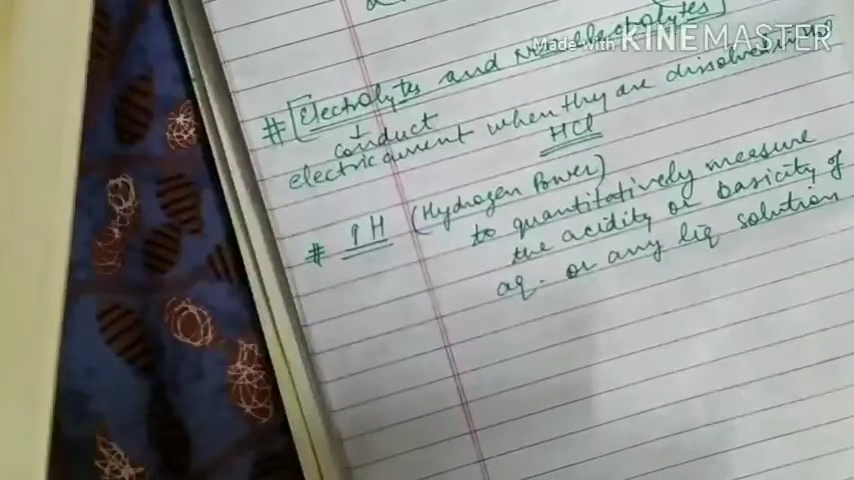 Made with KINEMASTER
# [Electrolytes and nonelectrolytes]
↓
conduct
electric current when they are dissolved in
HCl
# pH (Hydrogen Power)
to quantitatively measure
the acidity or basicity of
aq. or any liq solution